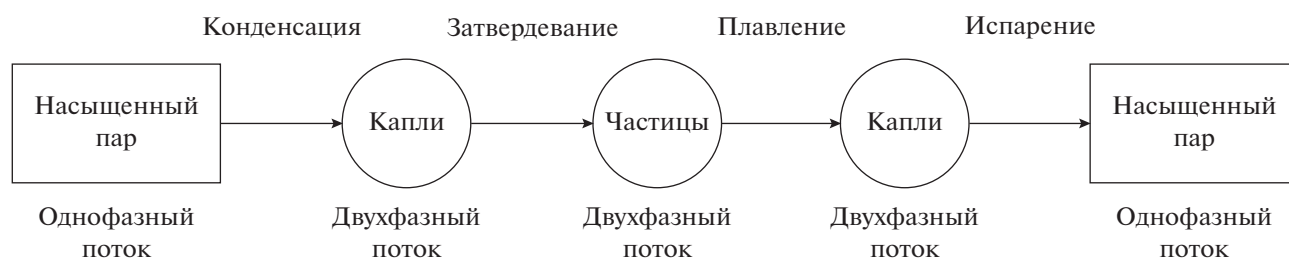 Конденсация Затвердевание Плавление Испарение
Насыщенный
пар
Капли
Частицы
Капли
Насыщенный
пар
Однофазный
поток
Двухфазный
поток
Двухфазный
поток
Двухфазный
поток
Однофазный
поток